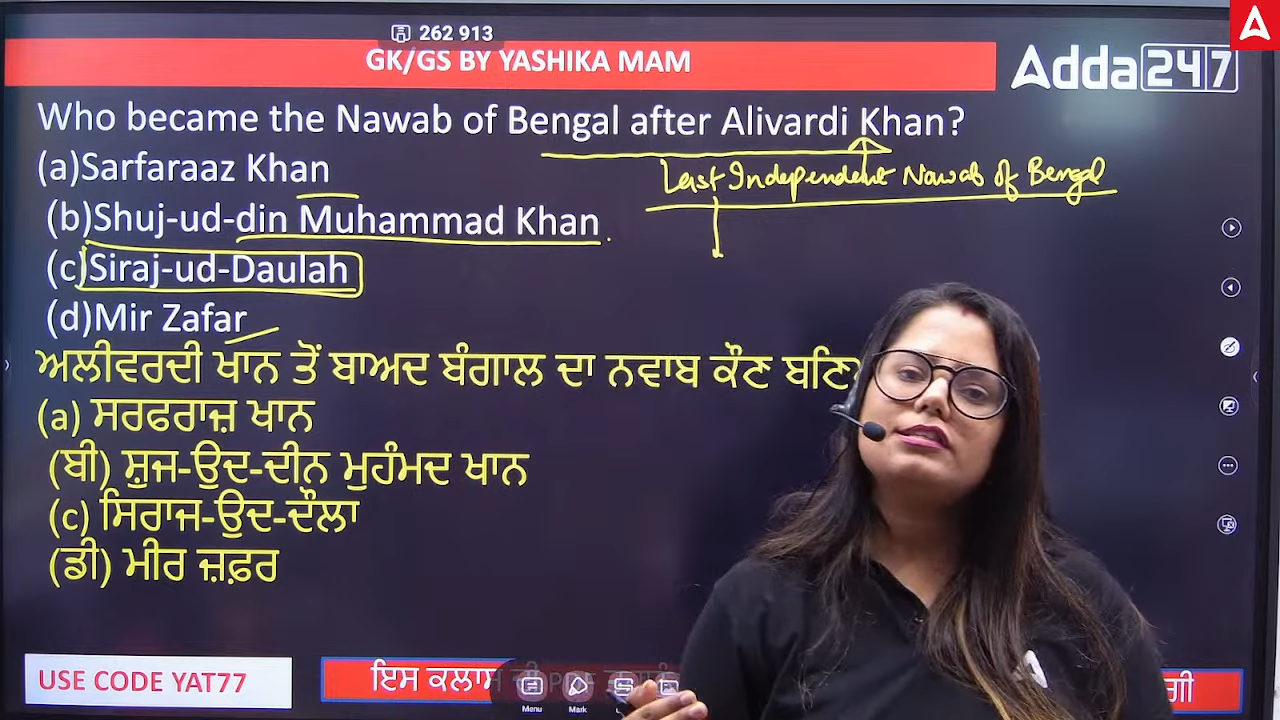 262 913
GK/GS BY YASHIKA MAM
Adda247
Who became the Nawab of Bengal after Alivardi Khan?
Last Independent Nawab of Bengal
(a)Sarfaraaz Khan
(b)Shuj-ud-din Muhammad Khan
(c)Siraj-ud-Daulah
(d)Mir Zafar
ਅਲੀਵਰਦੀ ਖਾਨ ਤੋਂ ਬਾਅਦ ਬੰਗਾਲ ਦਾ ਨਵਾਬ ਕੌਣ
(a) ਸਰਫਰਾਜ਼ ਖਾਨ
(ਬੀ) ਸ਼ੁਜ-ਉਦ-ਦੀਨ ਮੁਹੰਮਦ ਖਾਨ
(c) ਸਿਰਾਜ-ਉਦ-ਦੌਲਾ
(ਡੀ) ਮੀਰ ਜ਼ਫ਼ਰ
USE CODE YAT77
ਇਸ ਕਲਾਸ
Menu
Mark